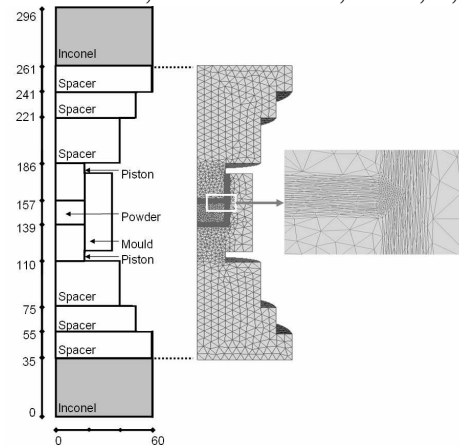 296
Inconel
261
Spacer
241
Spacer
221
Spacer
186
Piston
157
Powder
139
Mould
110
Piston
Spacer
75
Spacer
55
Spacer
35
Inconel
0
0 60